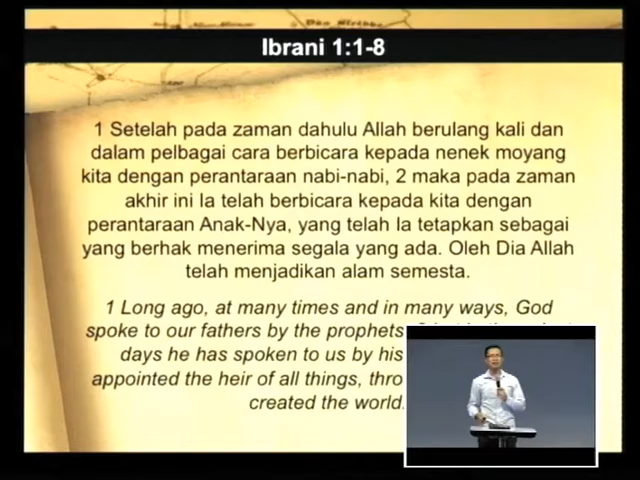 Ibrani 1:1-8
1 Setelah pada zaman dahulu Allah berulang kali dan
dalam pelbagai cara berbicara kepada nenek moyang
kita dengan perantaraan nabi-nabi, 2 maka pada zaman
akhir ini Ia telah berbicara kepada kita dengan
perantaraan Anak-Nya, yang telah Ia tetapkan sebagai
yang berhak menerima segala yang ada. Oleh Dia Allah
telah menjadikan alam semesta.
1 Long ago, at many times and in many ways, God
spoke to our fathers by the prophets
days he has spoken to us by his
appointed the heir of all things,
created the world.